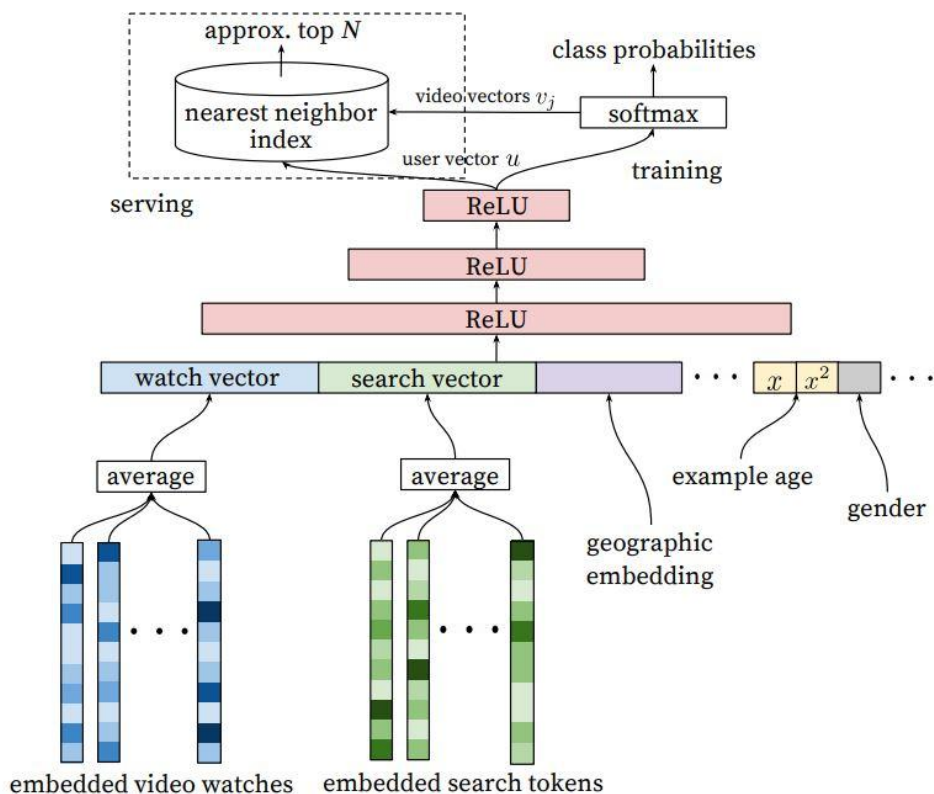 approx. top N
class probabilities
nearest neighbor
index
video vectors v_j
softmax
user vector u
training
serving
ReLU
ReLU
ReLU
watch vector
search vector
x
x²
average
average
example age
gender
geographic
embedding
embedded video watches
embedded search tokens